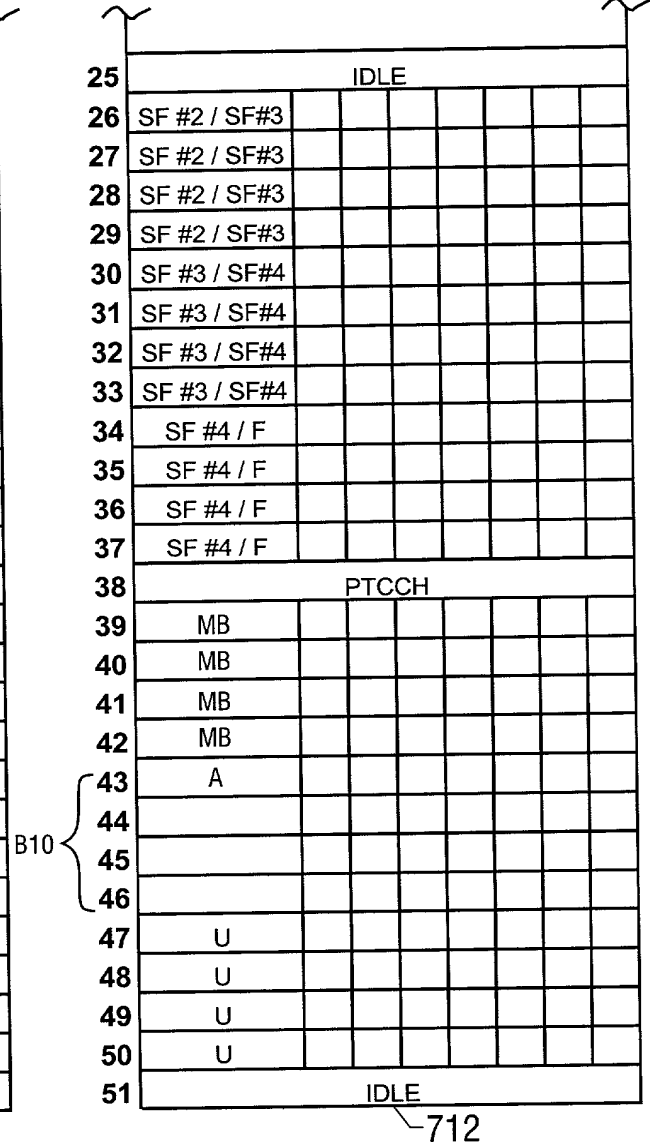 25 IDLE
26 SF #2 / SF#3
27 SF #2 / SF#3
28 SF #2 / SF#3
29 SF #2 / SF#3
30 SF #3 / SF#4
31 SF #3 / SF#4
32 SF #3 / SF#4
33 SF #3 / SF#4
34 SF #4 / F
35 SF #4 / F
36 SF #4 / F
37 SF #4 / F
38 PTCCH
39 MB
40 MB
41 MB
42 MB
43 A
44
B10
45
46
47 U
48 U
49 U
50 U
51 IDLE
712